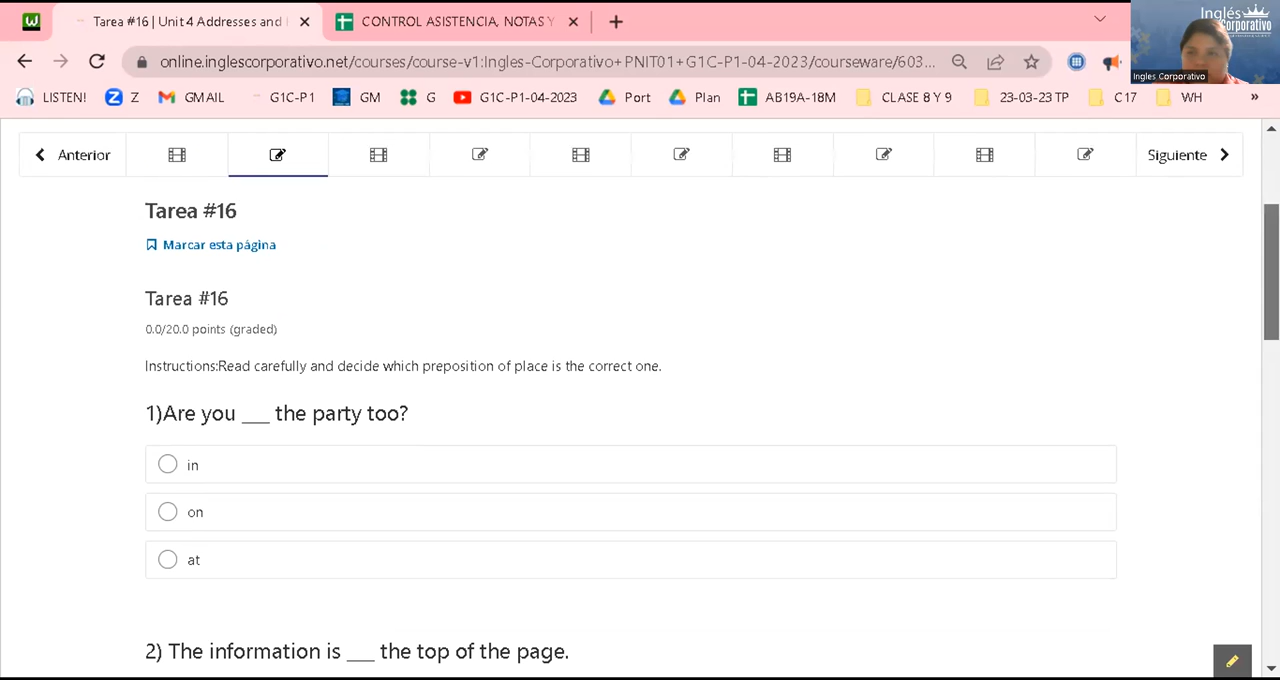 Tarea #16 | Unit 4 Addresses and
CONTROL ASISTENCIA, NOTAS Y
Inglés
Corporativo
Ingles Corporativo
online.inglescorporativo.net/courses/course-v1:Ingles-Corporativo+PNIT01+G1C-P1-04-2023/courseware/603...
LISTEN! Z GMAIL G1C-P1 GM G G1C-P1-04-2023 Port Plan AB19A-18M CLASE 8 Y 9 23-03-23 TP C 17 WH »
Anterior
Siguiente
Tarea #16
Marcar esta página
Tarea #16
0.0/20.0 points (graded)
Instructions:Read carefully and decide which preposition of place is the correct one.
1)Are you ___ the party too?
in
on
at
2) The information is ___ the top of the page.